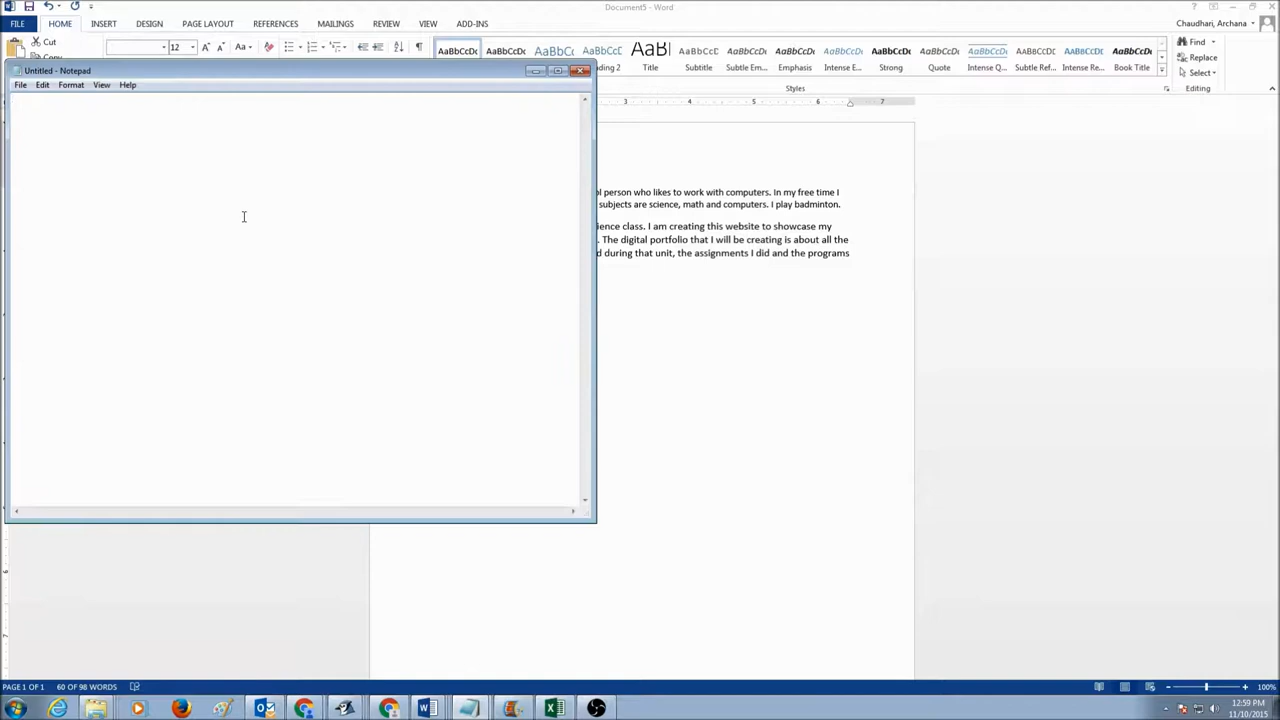 Document5 - Word
FILE HOME INSERT DESIGN PAGE LAYOUT REFERENCES MAILINGS REVIEW VIEW ADD-INS
Chaudhari, Archana
Cut
12
AaBbCcDc AaBbCcDc AaBbCc AaBbCcC AaBl AaBbCcC AaBbCcDc AaBbCcDc AaBbCcDc AaBbCcDc AaBbCcDc AaBbCcDc AaBbCcDc AaBbCcDc AaBbCcDc
Find
Replace
Select
ding 2 Title Subtitle Subtle Em... Emphasis Intense E... Strong Quote Intense Q... Subtle Ref... Intense Re... Book Title
Styles
Editing
Untitled - Notepad
File Edit Format View Help
3 4 5 6 7
person who likes to work with computers. In my free time I
subjects are science, math and computers. I play badminton.
ience class. I am creating this website to showcase my
. The digital portfolio that I will be creating is about all the
d during that unit, the assignments I did and the programs
PAGE 1 OF 1 60 OF 98 WORDS
100%
12:59 PM
11/10/2015